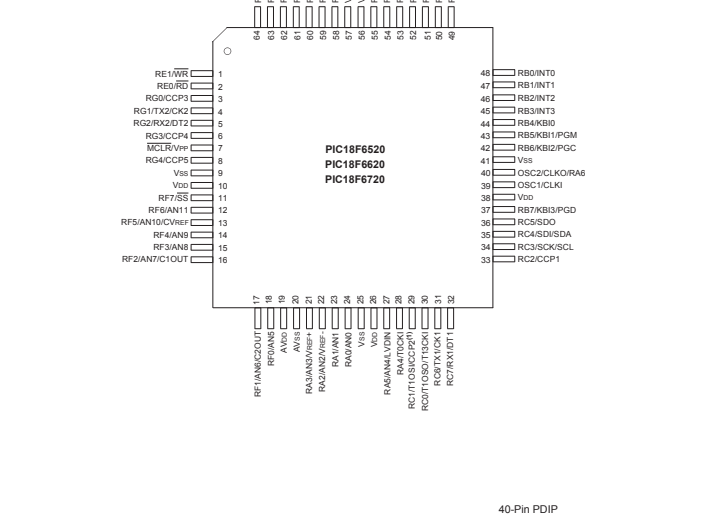 64
63
62
61
60
59
58
57
56
55
54
53
52
51
50
49
RE1/WR 1
RE0/RD 2
RG0/CCP3 3
RG1/TX2/CK2 4
RG2/RX2/DT2 5
RG3/CCP4 6
MCLR/VPP 7
RG4/CCP5 8
VSS 9
VDD 10
RF7/SS 11
RF6/AN11 12
RF5/AN10/CVREF 13
RF4/AN9 14
RF3/AN8 15
RF2/AN7/C1OUT 16
PIC18F6520
PIC18F6620
PIC18F6720
48 RB0/INT0
47 RB1/INT1
46 RB2/INT2
45 RB3/INT3
44 RB4/KBI0
43 RB5/KBI1/PGM
42 RB6/KBI2/PGC
41 VSS
40 OSC2/CLKO/RA6
39 OSC1/CLKI
38 VDD
37 RB7/KBI3/PGD
36 RC5/SDO
35 RC4/SDI/SDA
34 RC3/SCK/SCL
33 RC2/CCP1
17 RF1/AN6/C2OUT
18 RF0/AN5
19 AVDD
20 AVSS
21 RA3/AN3/VREF+
22 RA2/AN2/VREF-
23 RA1/AN1
24 RA0/AN0
25 VSS
26 VDD
27 RA5/AN4/LVDIN
28 RA4/T0CKI
29 RC1/T1OSI/CCP2(1)
30 RC0/T1OSO/T13CKI
31 RC6/TX1/CK1
32 RC7/RX1/DT1
40-Pin PDIP